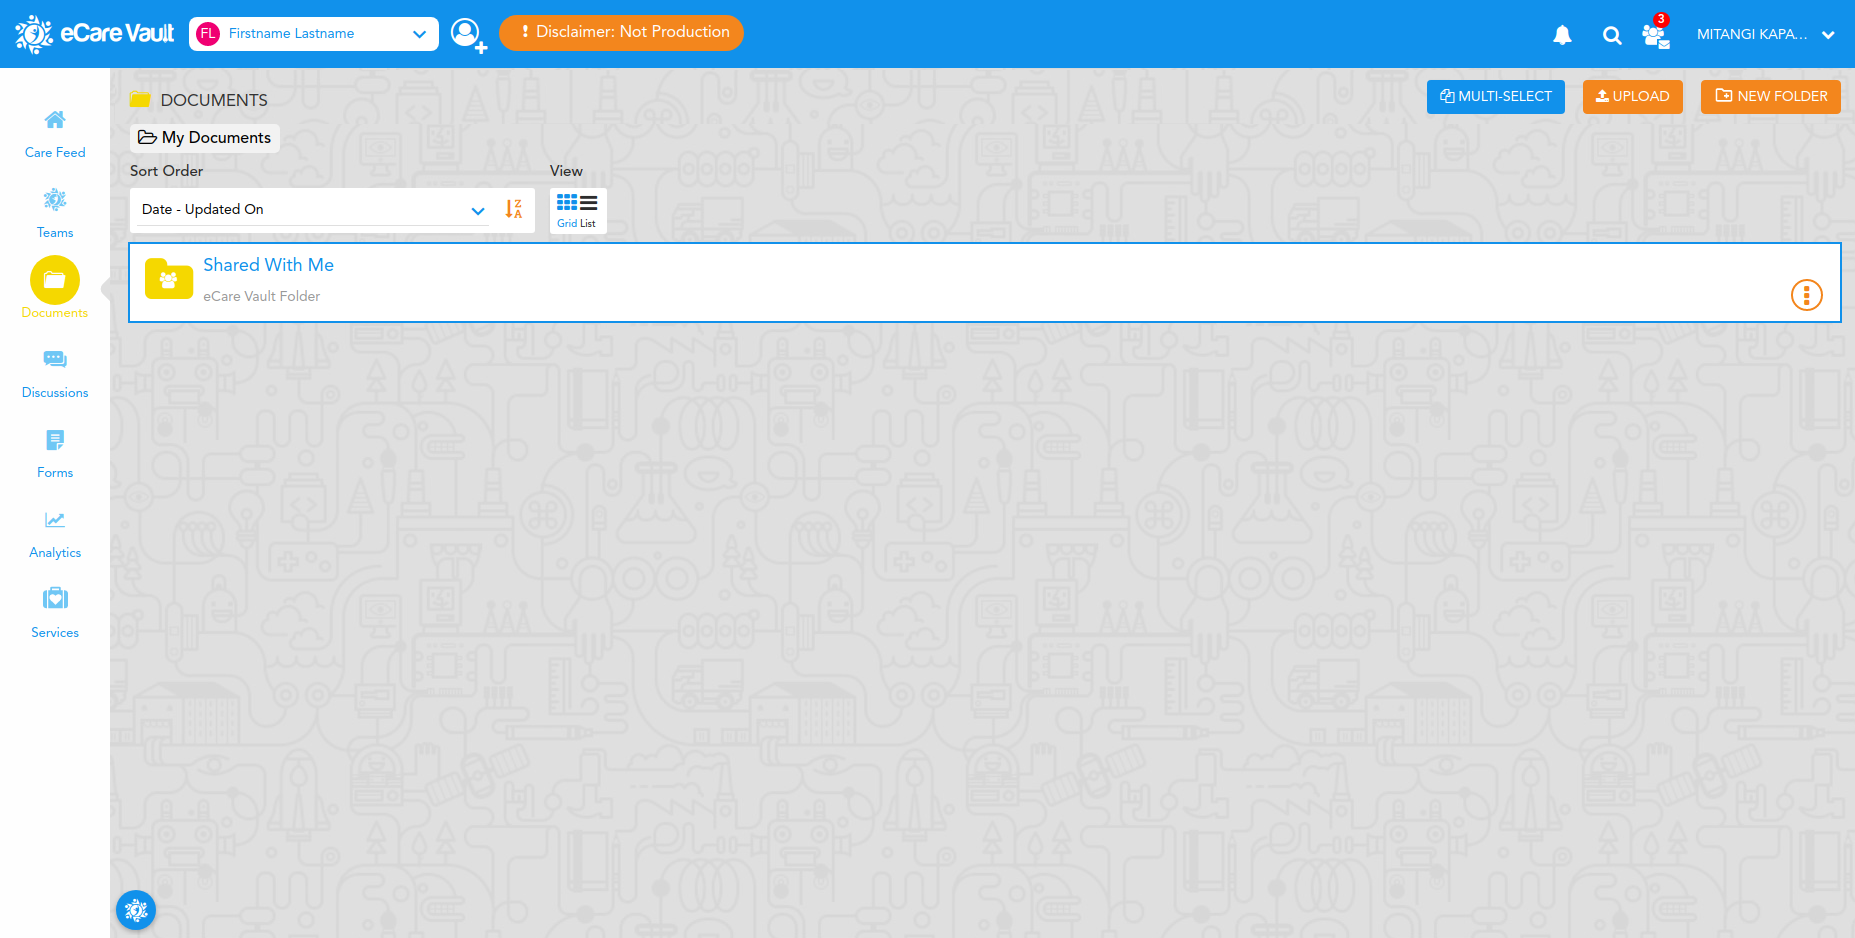 eCare Vault
FL Firstname Lastname
! Disclaimer: Not Production
3
MITANGI KAPA...
DOCUMENTS
MULTI-SELECT
UPLOAD
NEW FOLDER
My Documents
Sort Order
View
Date - Updated On
Z
A
Grid List
Shared With Me
eCare Vault Folder
Care Feed
Teams
Documents
Discussions
Forms
Analytics
Services